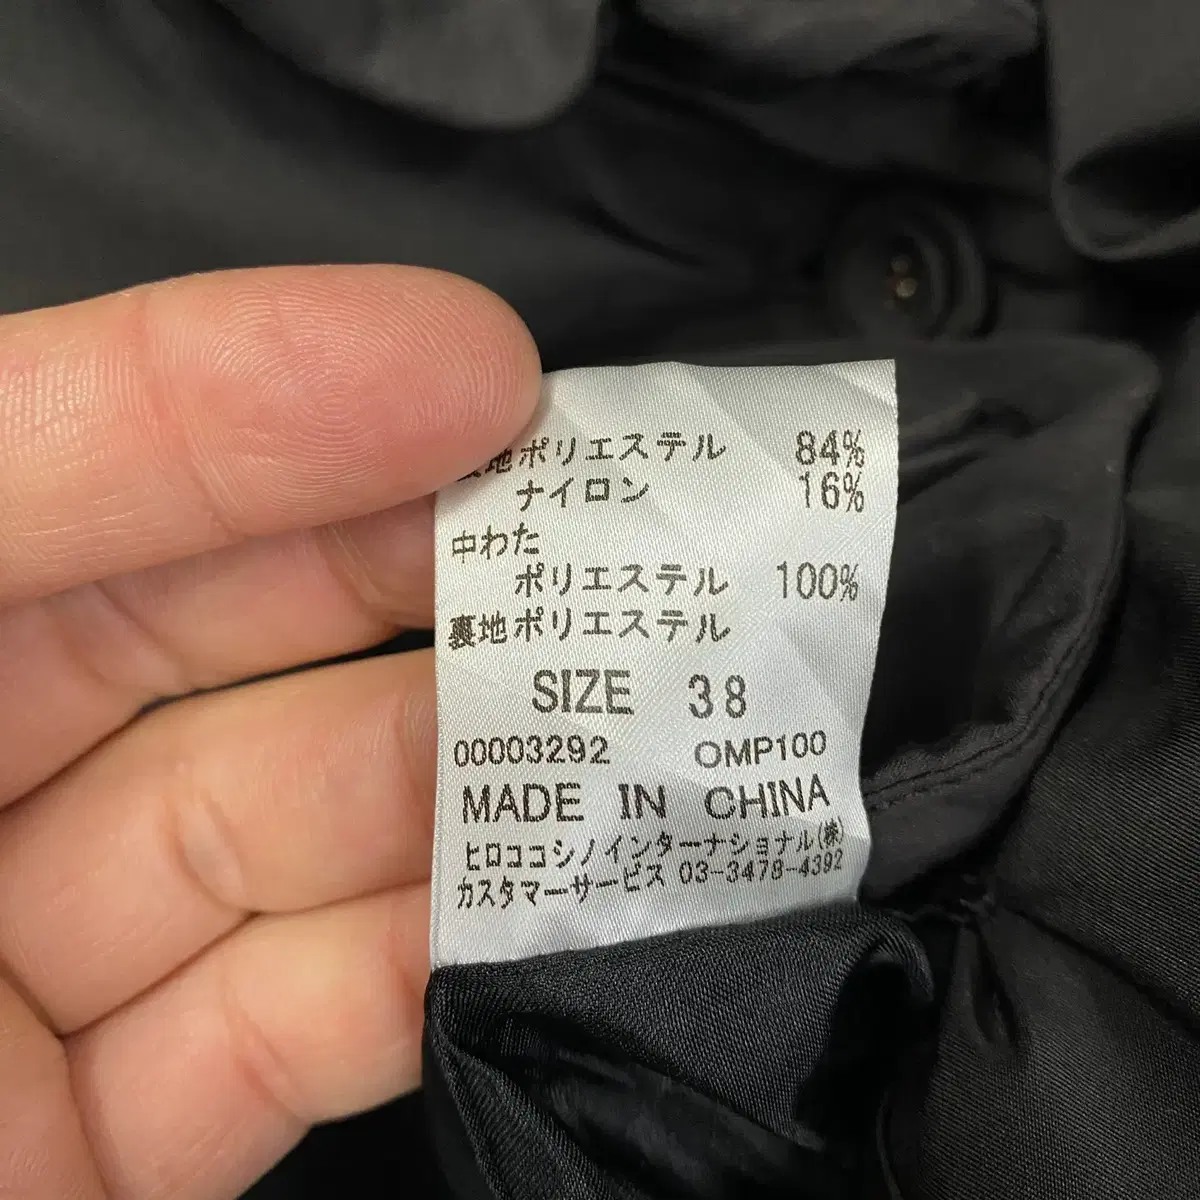 地ポリエステル 84%
ナイロン 16%
中わた
ポリエステル 100%
裏地ポリエステル
SIZE 38
00003292 OMP100
MADE IN CHINA
ヒロココシノインターナショナル(株)
カスタマーサービス 03-3478-4392